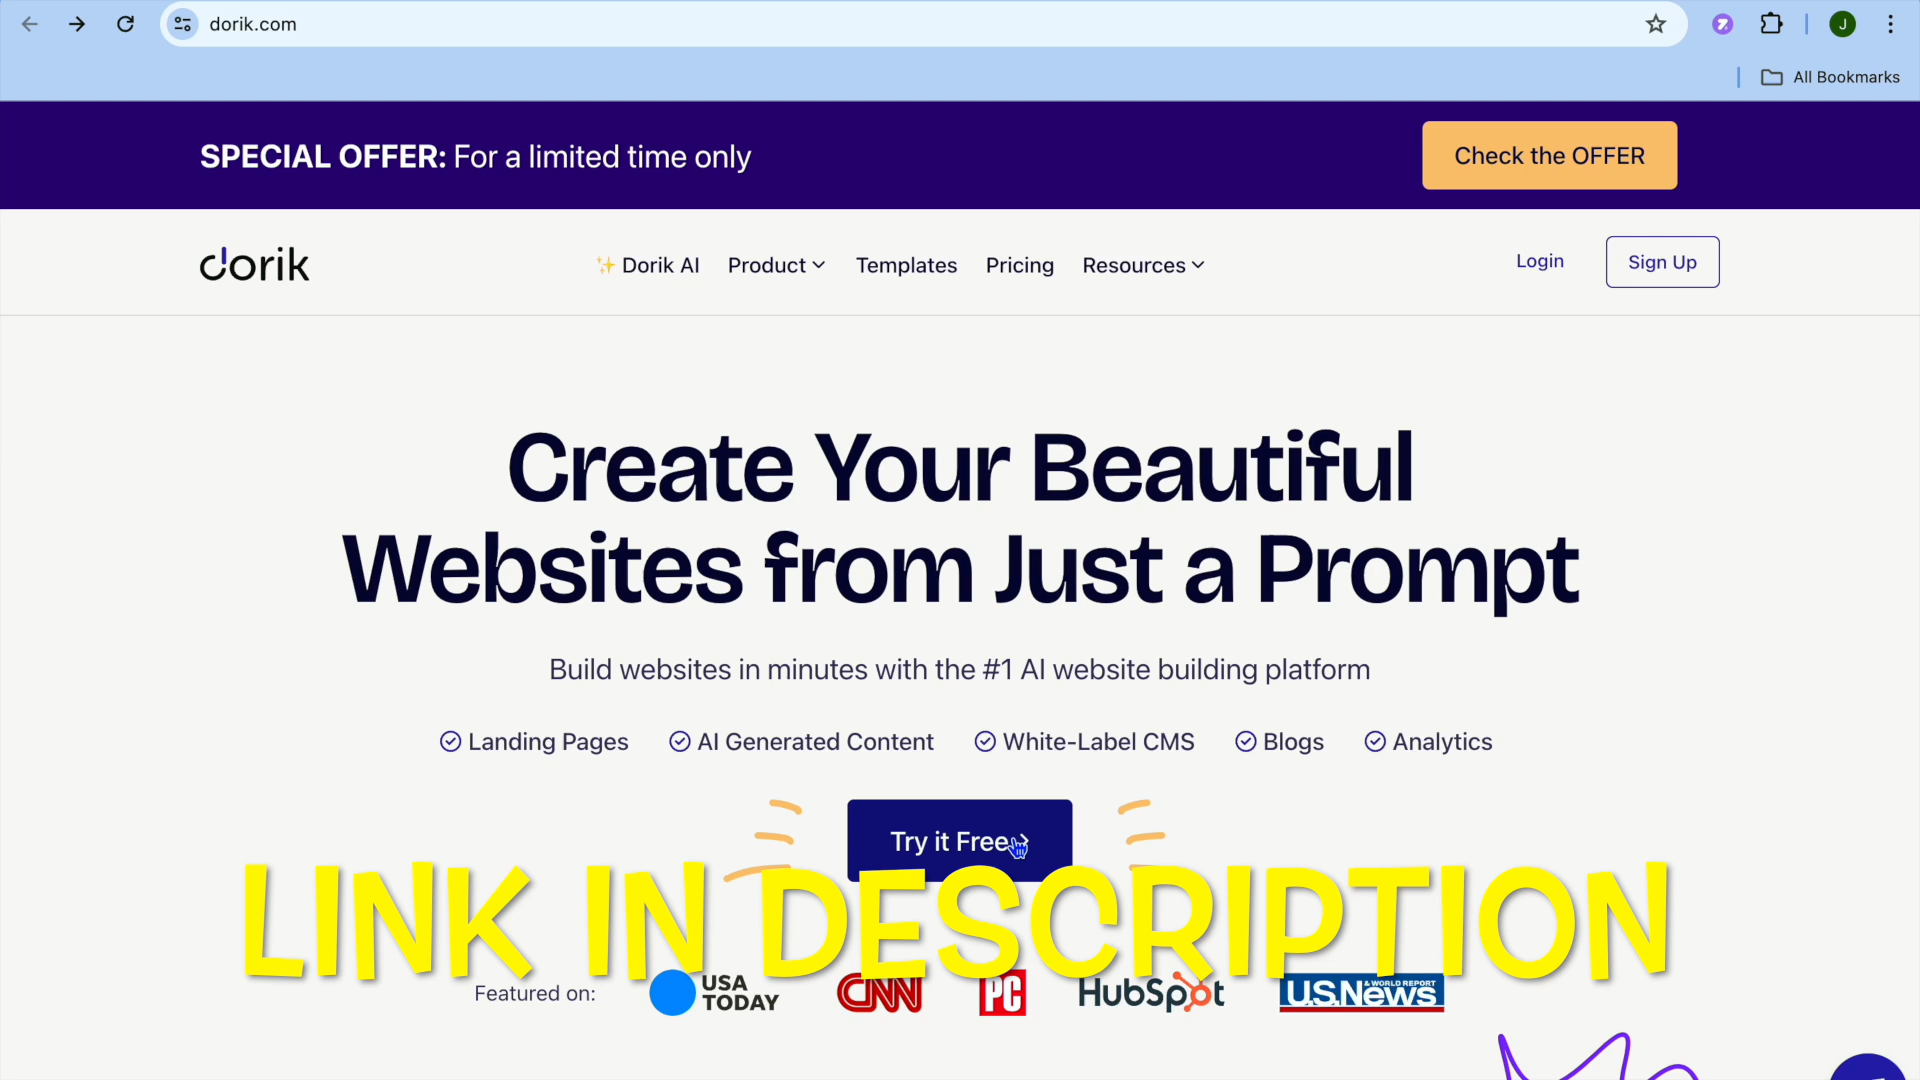 dorik.com
J
All Bookmarks
SPECIAL OFFER: For a limited time only
Check the OFFER
dorik
Dorik AI
Product
Templates
Pricing
Resources
Login
Sign Up
Create Your Beautiful
Websites from Just a Prompt
Build websites in minutes with the #1 AI website building platform
Landing Pages
AI Generated Content
White-Label CMS
Blogs
Analytics
Try it Free
LINK IN DESCRIPTION
Featured on:
USA TODAY
CNN
PC
HubSpot
U.S.News & WORLD REPORT